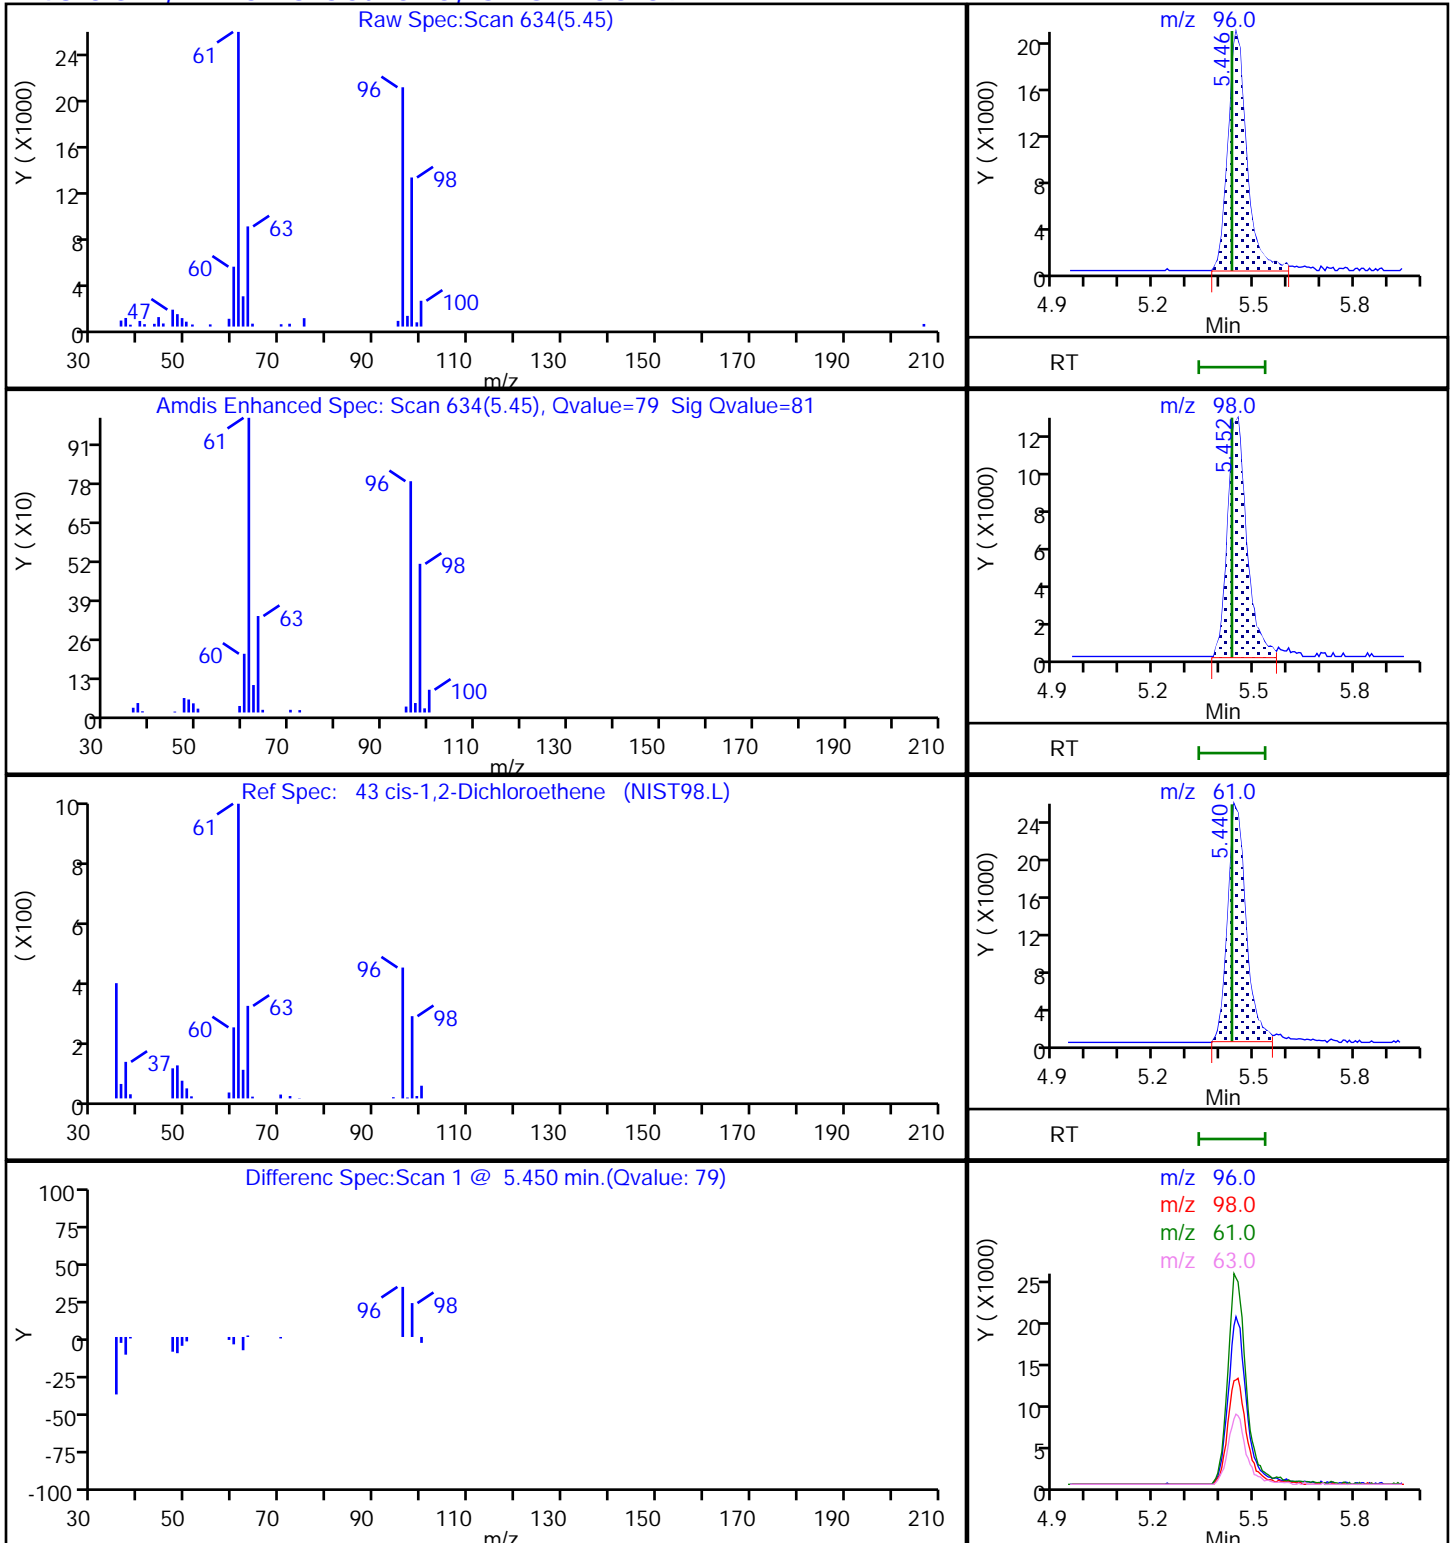 Raw Spec:Scan 634(5.45)
Y ( X1000)
24
20
16
12
8
4
0
61
96
98
63
60
47
100
30 50 70 90 110 130 150 170 190 210
m/z
m/z 96.0
Y ( X1000)
20
16
12
8
4
0
5.446
4.9 5.2 5.5 5.8
Min
RT
Amdis Enhanced Spec: Scan 634(5.45), Qvalue=79 Sig Qvalue=81
Y ( X10)
91
78
65
52
39
26
13
0
61
96
98
63
60
100
30 50 70 90 110 130 150 170 190 210
m/z
m/z 98.0
Y ( X1000)
12
10
8
6
4
2
0
5.452
4.9 5.2 5.5 5.8
Min
RT
Ref Spec: 43 cis-1,2-Dichloroethene (NIST98.L)
( X100)
10
8
6
4
2
0
61
96
63
98
60
37
30 50 70 90 110 130 150 170 190 210
m/z 61.0
Y ( X1000)
24
20
16
12
8
4
0
5.440
4.9 5.2 5.5 5.8
Min
RT
Differenc Spec:Scan 1 @ 5.450 min.(Qvalue: 79)
Y
100
75
50
25
0
-25
-50
-75
-100
96
98
30 50 70 90 110 130 150 170 190 210
m/z
m/z 96.0
m/z 98.0
m/z 61.0
m/z 63.0
Y ( X1000)
25
20
15
10
5
0
4.9 5.2 5.5 5.8
Min